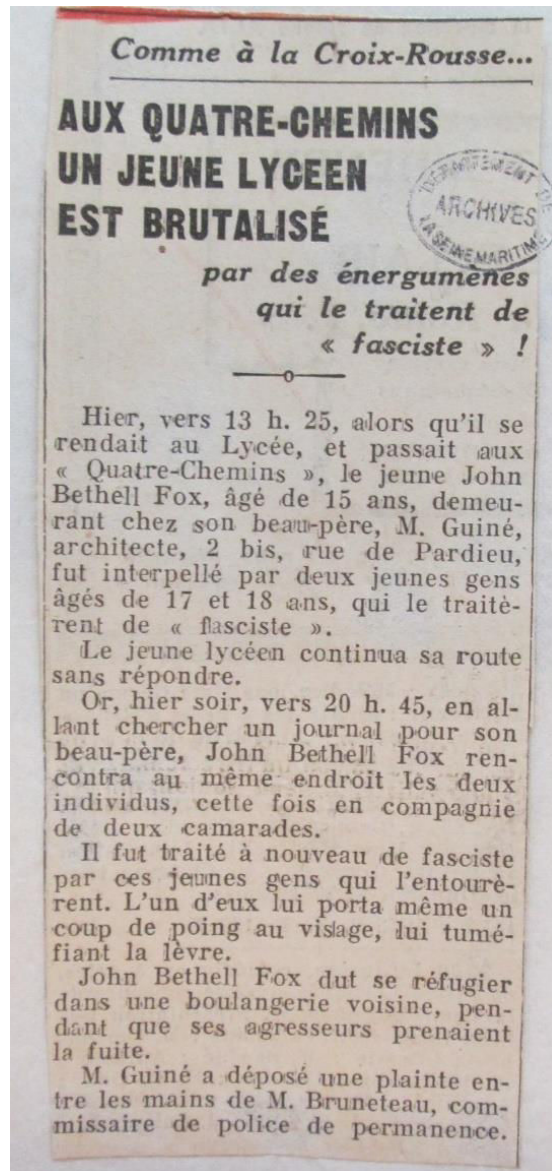 Comme à la Croix-Rousse...
AUX QUATRE-CHEMINS
UN JEUNE LYCEEN
EST BRUTALISÉ
DÉPARTEMENT DE
ARCHIVES
LA SEINE MARITIME
par des énergumènes
qui le traitent de
« fasciste » !
Hier, vers 13 h. 25, alors qu'il se
rendait au Lycée, et passait aux
« Quatre-Chemins », le jeune John
Bethell Fox, âgé de 15 ans, demeu-
rant chez son beau-père, M. Guiné,
architecte, 2 bis, rue de Pardieu,
fut interpellé par deux jeunes gens
âgés de 17 et 18 ans, qui le traitè-
rent de « fasciste ».
Le jeune lycéen continua sa route
sans répondre.
Or, hier soir, vers 20 h. 45, en al-
lant chercher un journal pour son
beau-père, John Bethell Fox ren-
contra au même endroit les deux
individus, cette fois en compagnie
de deux camarades.
Il fut traité à nouveau de fasciste
par ces jeunes gens qui l'entourè-
rent. L'un d'eux lui porta même un
coup de poing au visage, lui tumé-
fiant la lèvre.
John Bethell Fox dut se réfugier
dans une boulangerie voisine, pen-
dant que ses agresseurs prenaient
la fuite.
M. Guiné a déposé une plainte en-
tre les mains de M. Bruneteau, com-
missaire de police de permanence.